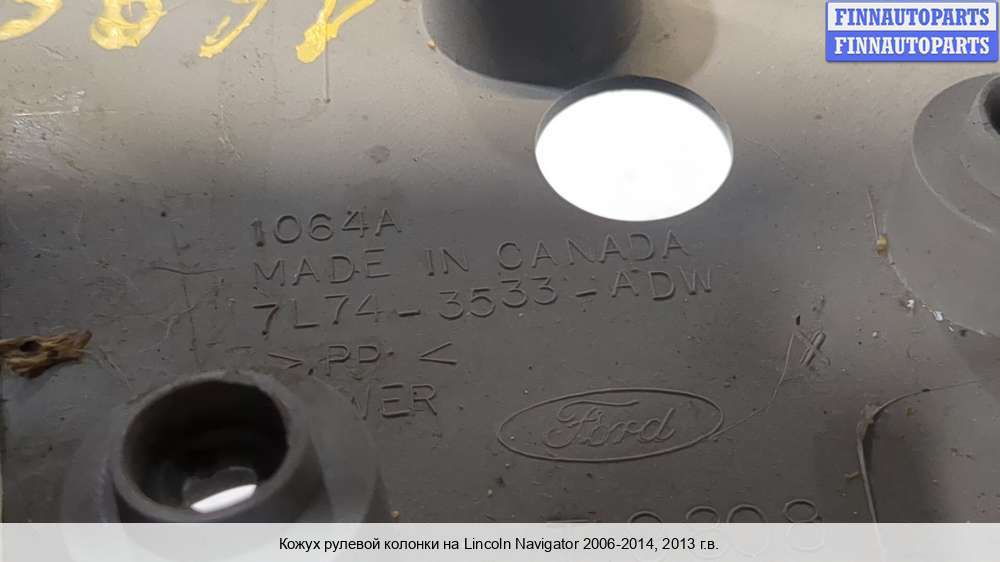 FINNAUTOPARTS
FINNAUTOPARTS
1064A
MADE IN CANADA
7L74-3533-ADW
> PP <
Ford
Кожух рулевой колонки на Lincoln Navigator 2006-2014, 2013 г.в.